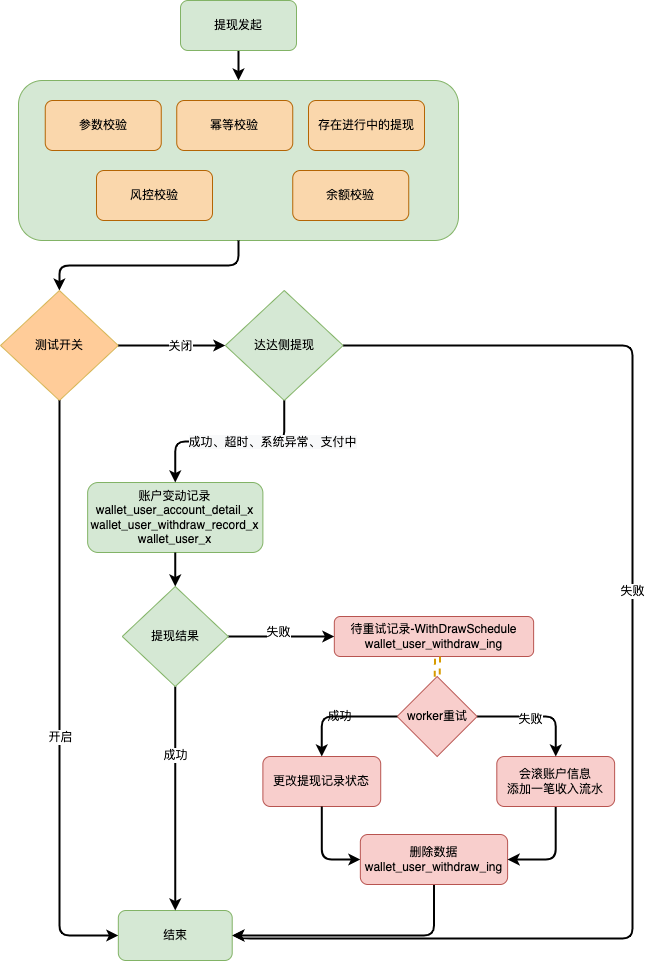 提现发起
参数校验
幂等校验
存在进行中的提现
风控校验
余额校验
测试开关
关闭
达达侧提现
成功、超时、系统异常、支付中
账户变动记录
wallet_user_account_detail_x
wallet_user_withdraw_record_x
wallet_user_x
失败
提现结果
失败
待重试记录-WithDrawSchedule
wallet_user_withdraw_ing
worker重试
成功
失败
开启
成功
更改提现记录状态
会滚账户信息
添加一笔收入流水
删除数据
wallet_user_withdraw_ing
结束